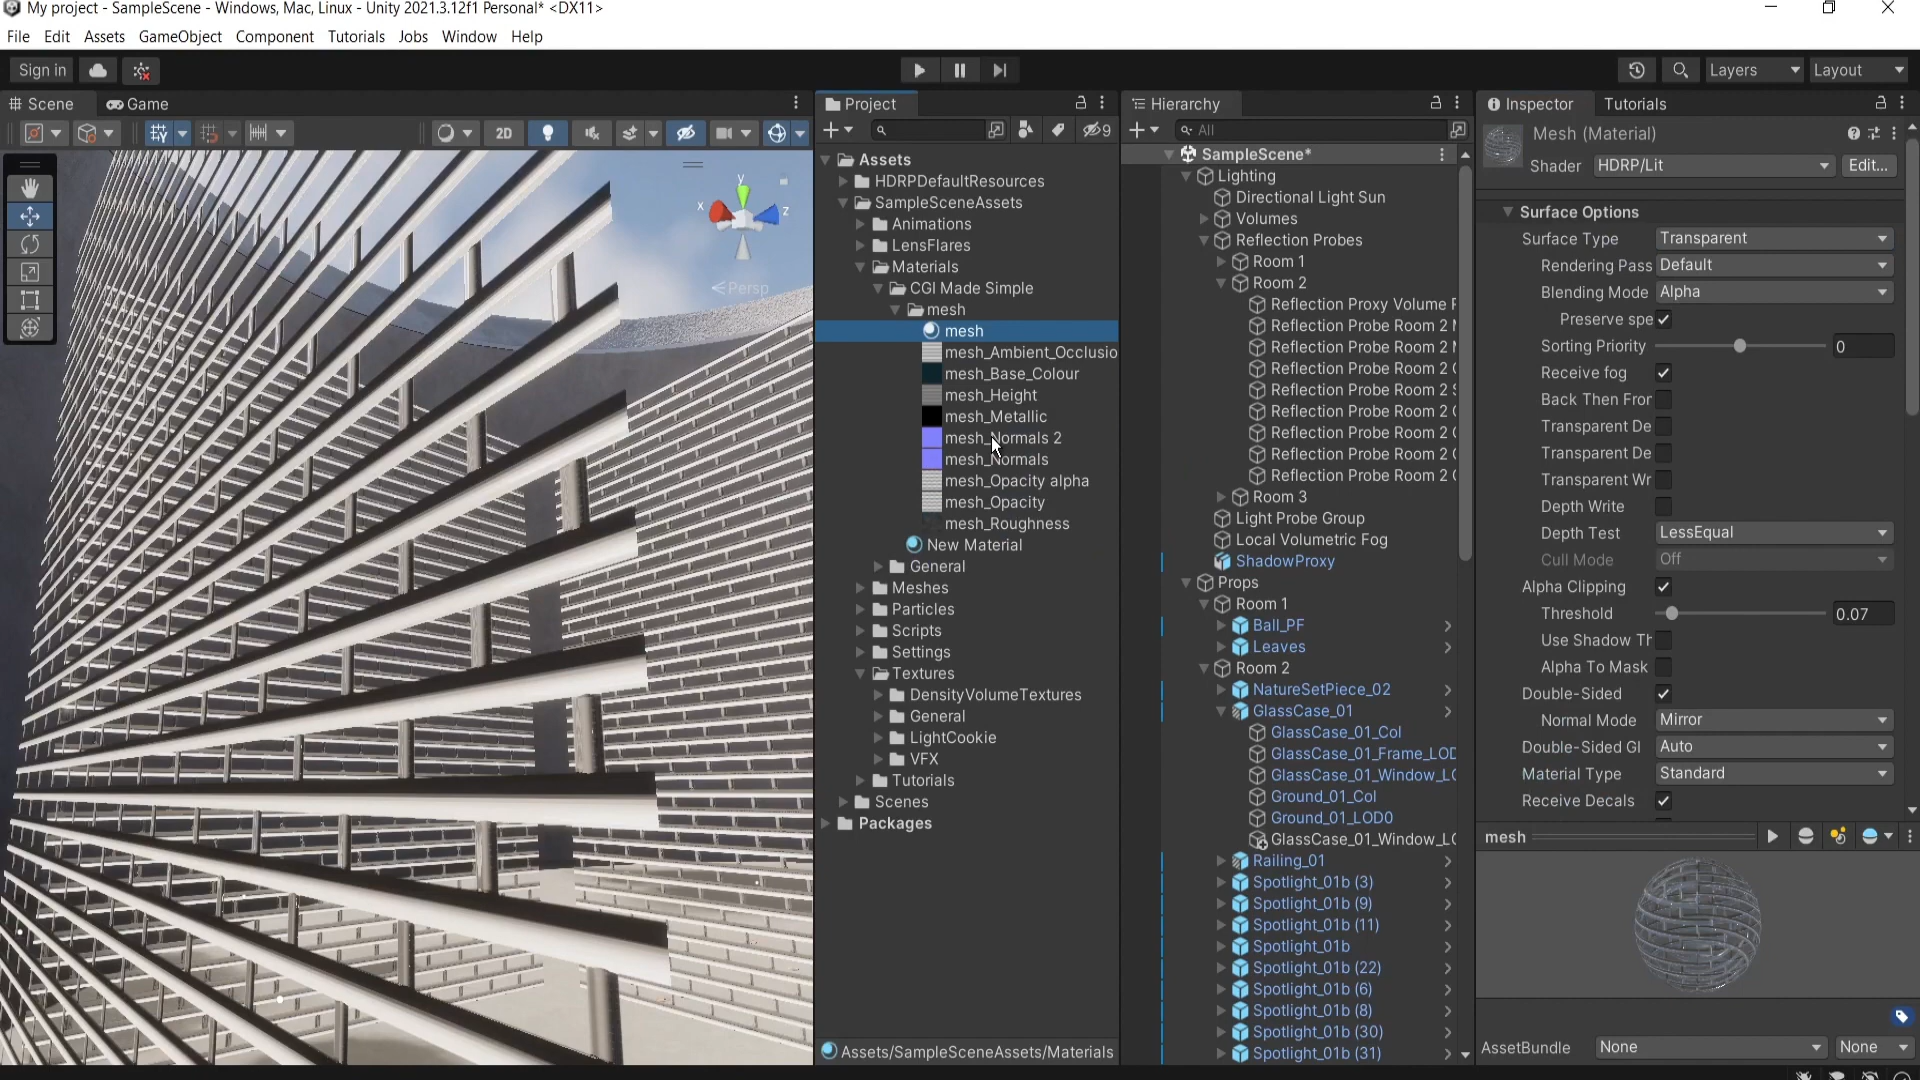 My project - SampleScene - Windows, Mac, Linux - Unity 2021.3.12f1 Personal* <DX11>
File Edit Assets GameObject Component Tutorials Jobs Window Help
Sign in
Layers
Layout
Scene
Game
2D
y
x
z
Persp
Project
9
Assets
HDRPDefaultResources
SampleSceneAssets
Animations
LensFlares
Materials
CGI Made Simple
mesh
mesh
mesh_Ambient_Occlusio
mesh_Base_Colour
mesh_Height
mesh_Metallic
mesh_Normals 2
mesh_Normals
mesh_Opacity alpha
mesh_Opacity
mesh_Roughness
New Material
General
Meshes
Particles
Scripts
Settings
Textures
DensityVolumeTextures
General
LightCookie
VFX
Tutorials
Scenes
Packages
Assets/SampleSceneAssets/Materials
Hierarchy
All
SampleScene*
Lighting
Directional Light Sun
Volumes
Reflection Probes
Room 1
Room 2
Reflection Proxy Volume
Reflection Probe Room 2
Reflection Probe Room 2
Reflection Probe Room 2
Reflection Probe Room 2
Reflection Probe Room 2
Reflection Probe Room 2
Reflection Probe Room 2
Reflection Probe Room 2
Room 3
Light Probe Group
Local Volumetric Fog
ShadowProxy
Props
Room 1
Ball_PF
Leaves
Room 2
NatureSetPiece_02
GlassCase_01
GlassCase_01_Col
GlassCase_01_Frame_LOD
GlassCase_01_Window_LO
Ground_01_Col
Ground_01_LOD0
GlassCase_01_Window_LO
Railing_01
Spotlight_01b (3)
Spotlight_01b (9)
Spotlight_01b (11)
Spotlight_01b
Spotlight_01b (22)
Spotlight_01b (6)
Spotlight_01b (8)
Spotlight_01b (30)
Spotlight_01b (31)
Inspector
Tutorials
Mesh (Material)
Shader HDRP/Lit Edit...
Surface Options
Surface Type Transparent
Rendering Pass Default
Blending Mode Alpha
Preserve spe
Sorting Priority 0
Receive fog
Back Then Fror
Transparent De
Transparent De
Transparent Wr
Depth Write
Depth Test LessEqual
Cull Mode Off
Alpha Clipping
Threshold 0.07
Use Shadow Th
Alpha To Mask
Double-Sided
Normal Mode Mirror
Double-Sided GI Auto
Material Type Standard
Receive Decals
mesh
AssetBundle None None